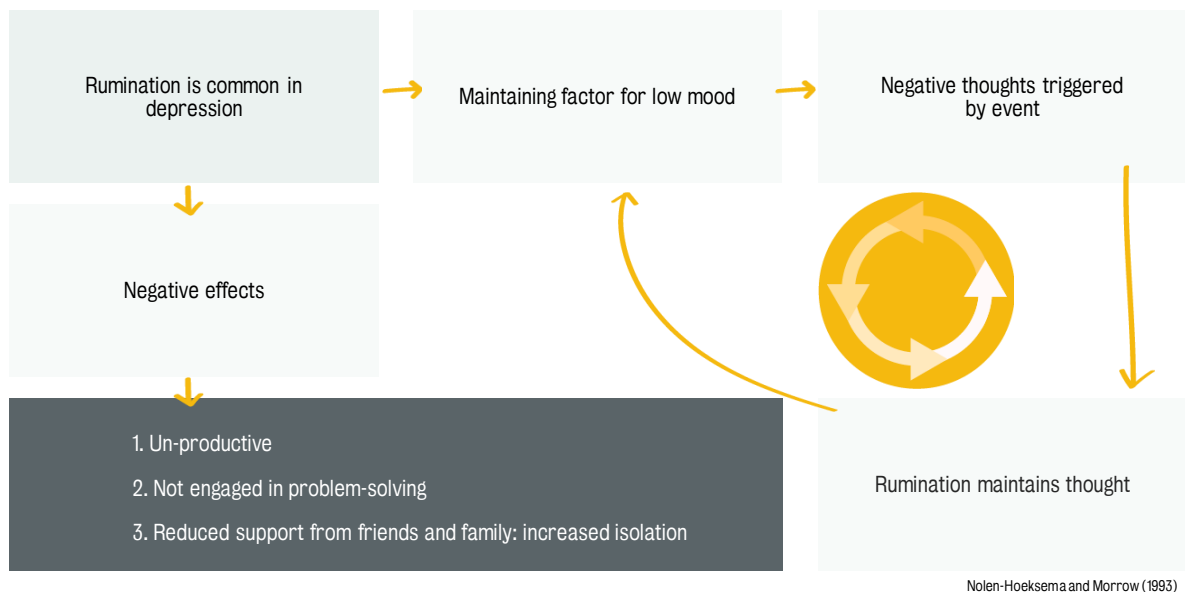 Rumination is common in
depression
Maintaining factor for low mood
Negative thoughts triggered
by event
Negative effects
1. Un-productive
2. Not engaged in problem-solving
3. Reduced support from friends and family: increased isolation
Rumination maintains thought
Nolen-Hoeksema and Morrow (1993)